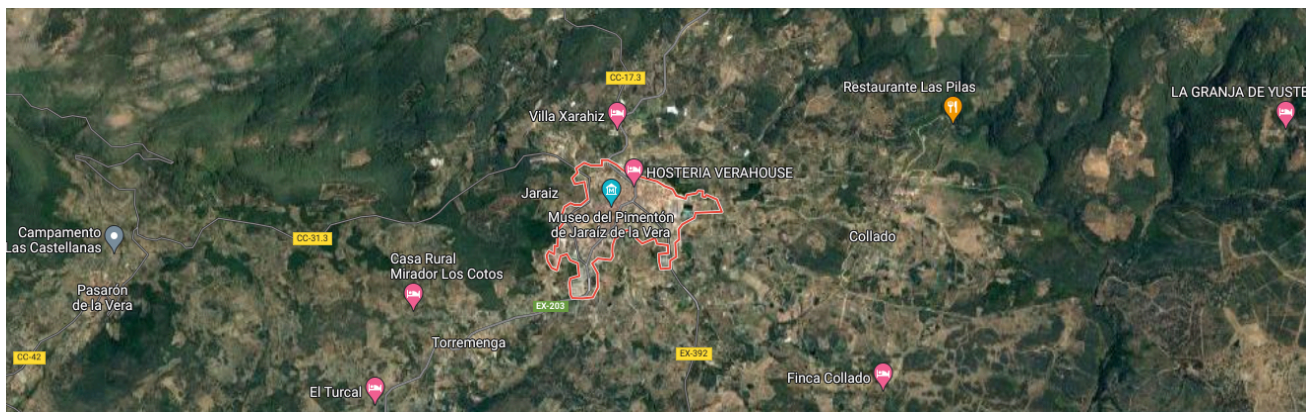 CC-17.3
Restaurante Las Pilas
LA GRANJA DE YUSTE
Villa Xarahiz
HOSTERIA VERAHOUSE
Jaraiz
Museo del Pimentón
de Jaraíz de la Vera
Campamento
Las Castellanas
CC-31.3
Collado
Casa Rural
Mirador Los Cotos
Pasarón
de la Vera
EX-203
Torremenga
CC-42
EX-392
El Turcal
Finca Collado